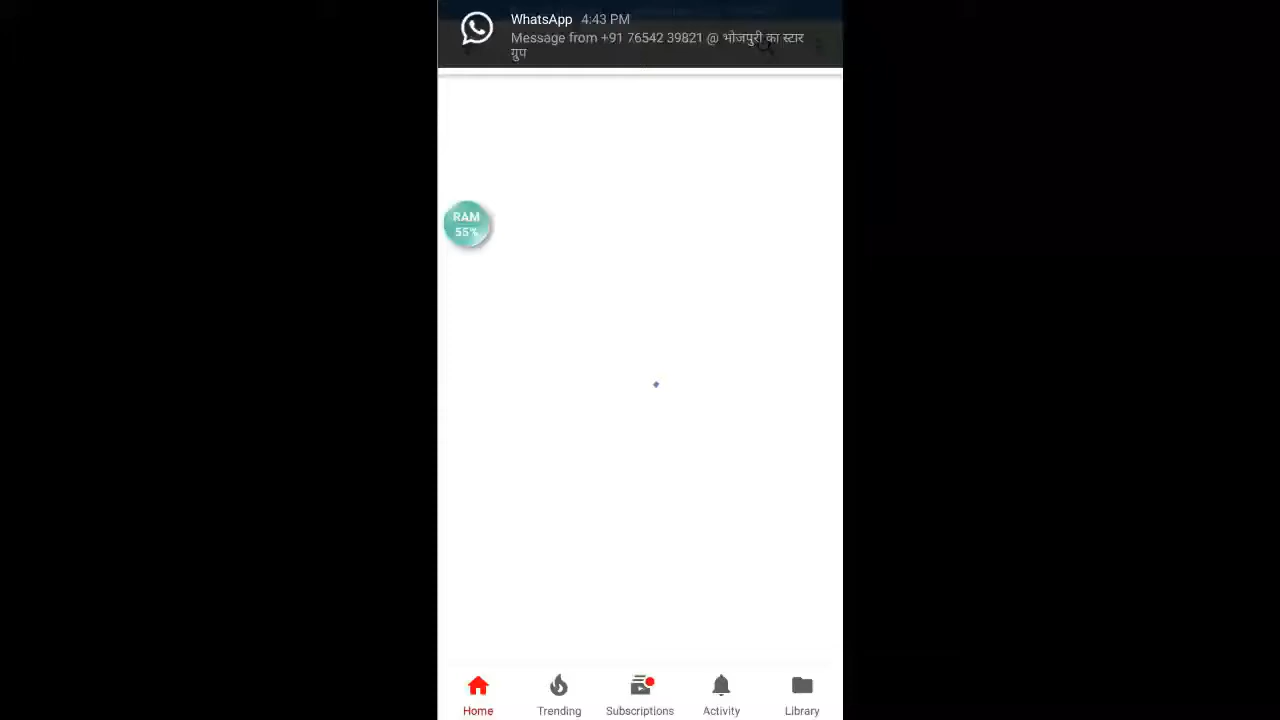 WhatsApp 4:43 PM
Message from +91 76542 39821 @ भोजपुरी का स्टार
ग्रुप
RAM
55%
Home Trending Subscriptions Activity Library